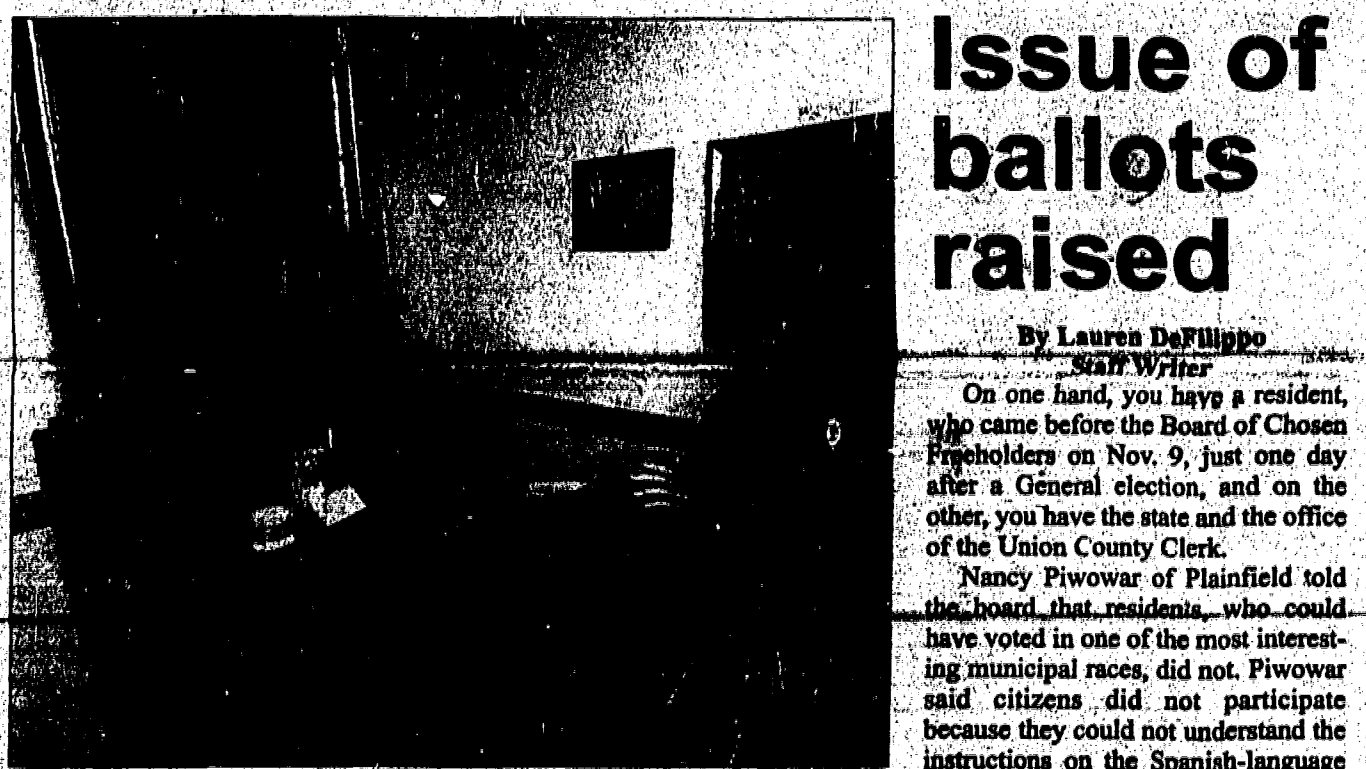 Issue of
ballots
raised
By Lauren DeFilippo
Staff Writer
On one hand, you have a resident,
who came before the Board of Chosen
Freeholders on Nov. 9, just one day
after a General election, and on the
other, you have the state and the office
of the Union County Clerk.
Nancy Piwowar of Plainfield told
the board that residents, who could
have voted in one of the most interest-
ing municipal races, did not. Piwowar
said citizens did not participate
because they could not understand the
instructions on the Spanish-language